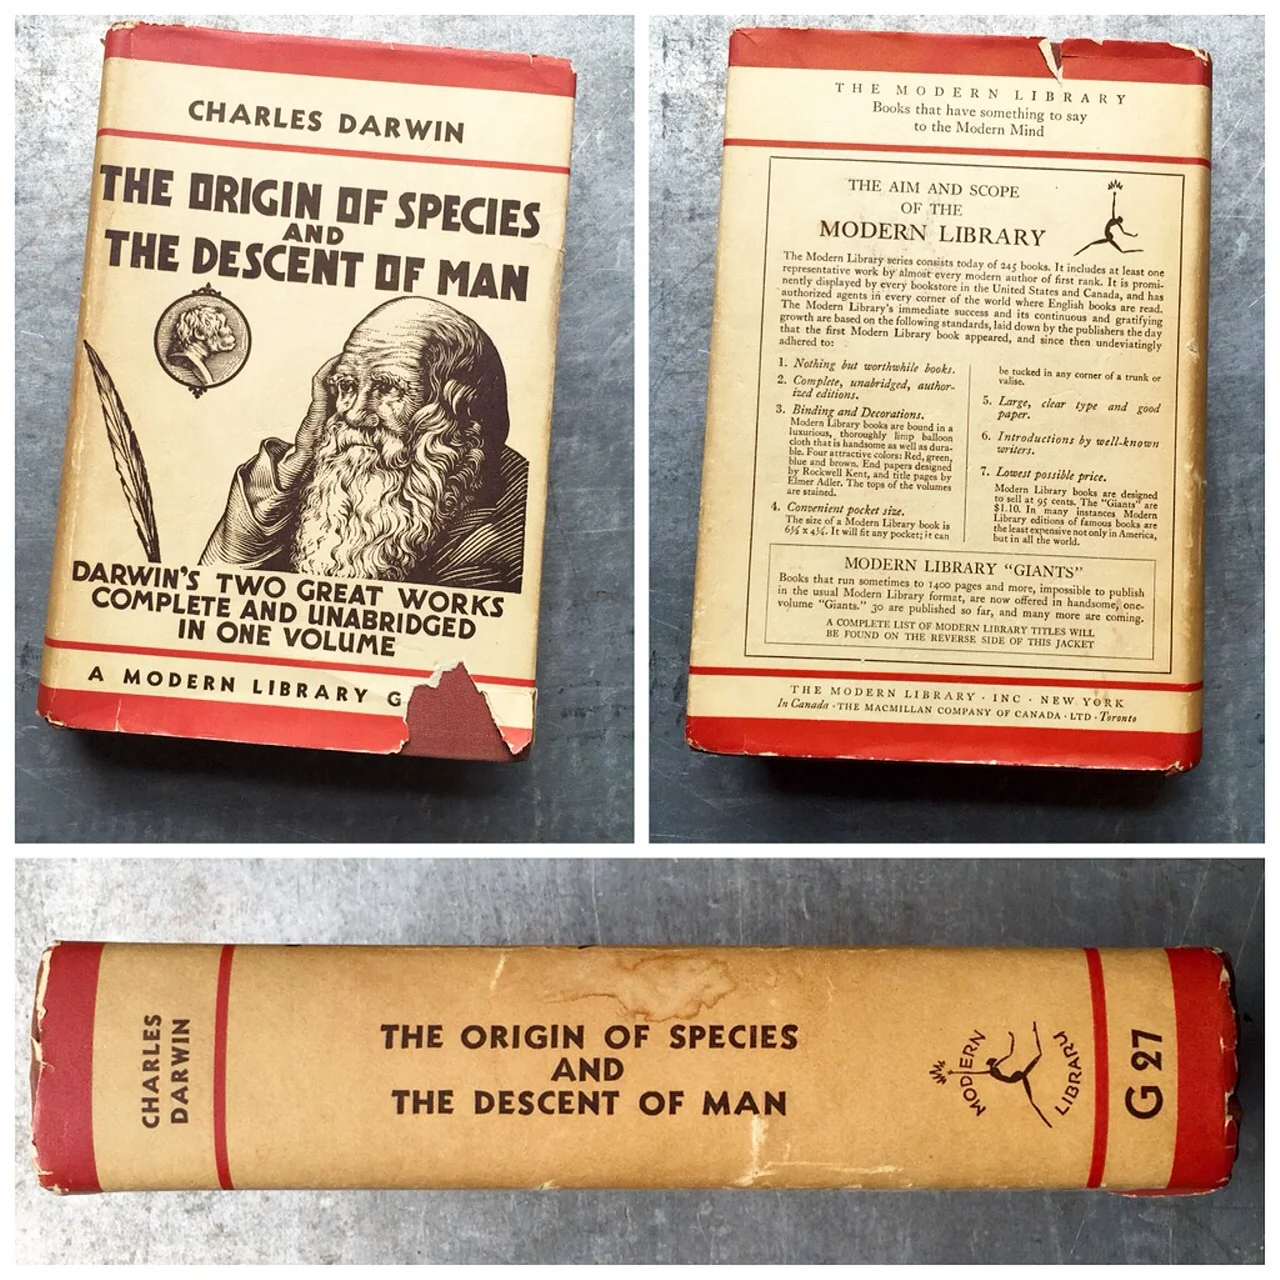 CHARLES DARWIN
THE ORIGIN OF SPECIES
AND
THE DESCENT OF MAN
DARWIN'S TWO GREAT WORKS
COMPLETE AND UNABRIDGED
IN ONE VOLUME
A MODERN LIBRARY G
THE MODERN LIBRARY
Books that have something to say
to the Modern Mind
THE AIM AND SCOPE
OF THE
MODERN LIBRARY
The Modern Library series consists today of 245 books. It includes at least one
representative work by almost every modern author of first rank. It is promi-
nently displayed by every bookstore in the United States and Canada, and has
authorized agents in every corner of the world where English books are read.
The Modern Library's immediate success and its continuous and gratifying
growth are based on the following standards, laid down by the publishers the day
that the first Modern Library book appeared, and since then undeviatingly
adhered to:
1. Nothing but worthwhile books.
2. Complete, unabridged, author-
ized editions.
3. Binding and Decorations.
Modern Library books are bound in a
luxurious, thoroughly limp balloon
cloth that is handsome as well as dura-
ble. Four attractive colors: Red, green,
blue and brown. End papers designed
by Rockwell Kent, and title pages by
Elmer Adler. The tops of the volumes
are stained.
4. Convenient pocket size.
The size of a Modern Library book is
6½ x 4¼. It will fit any pocket; it can
be tucked in any corner of a trunk or
valise.
5. Large, clear type and good
paper.
6. Introductions by well-known
writers.
7. Lowest possible price.
Modern Library books are designed
to sell at 95 cents. The "Giants" are
$1.10. In many instances Modern
Library editions of famous books are
the least expensive not only in America,
but in all the world.
MODERN LIBRARY "GIANTS"
Books that run sometimes to 1400 pages and more, impossible to publish
in the usual Modern Library format, are now offered in handsome, one-
volume "Giants." 30 are published so far, and many more are coming.
A COMPLETE LIST OF MODERN LIBRARY TITLES WILL
BE FOUND ON THE REVERSE SIDE OF THIS JACKET
THE MODERN LIBRARY · INC · NEW YORK
In Canada · THE MACMILLAN COMPANY OF CANADA · LTD · Toronto
CHARLES
DARWIN
THE ORIGIN OF SPECIES
AND
THE DESCENT OF MAN
MODERN
LIBRARY
G 27